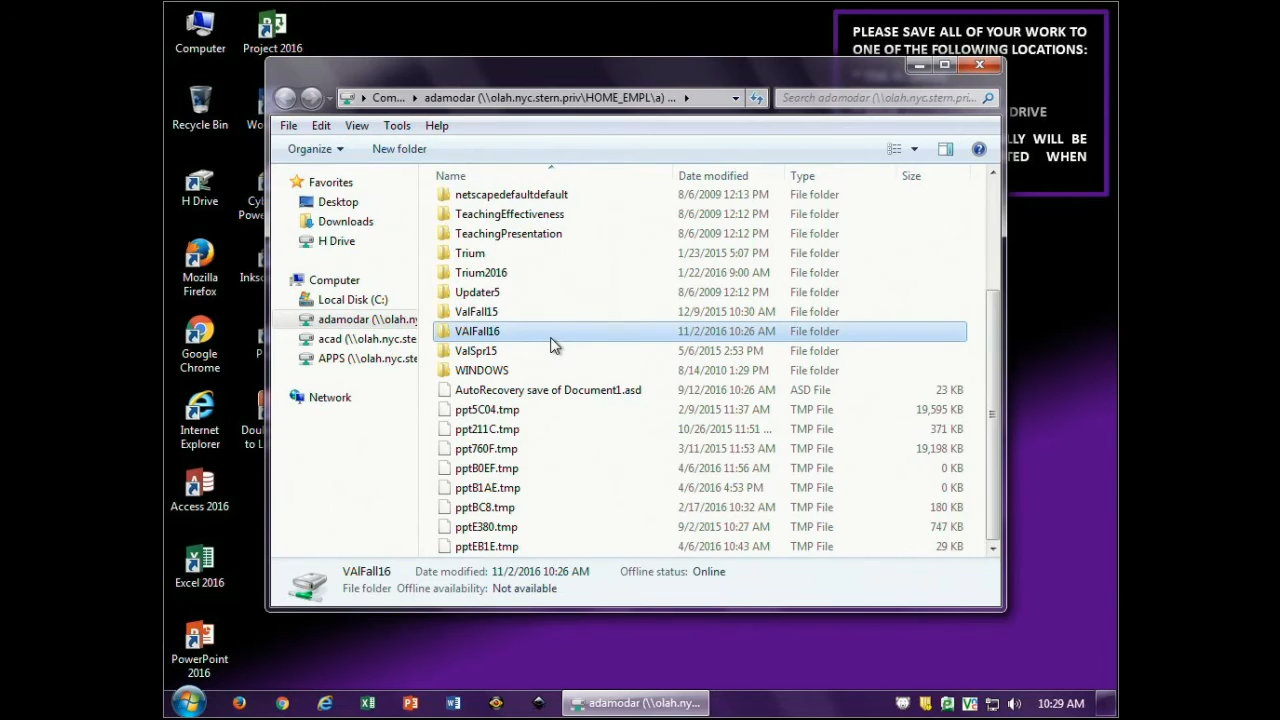 Computer
Project 2016
Recycle Bin
H Drive
Mozilla
Firefox
Google
Chrome
Internet
Explorer
Access 2016
Excel 2016
PowerPoint
2016
PLEASE SAVE ALL OF YOUR WORK TO
ONE OF THE FOLLOWING LOCATIONS:
DRIVE
LLY WILL BE
TED WHEN
Com... adamodar (\\olah.nyc.stern.priv\HOME_EMPL\a) ...
Search adamodar (\\olah.nyc.stern.pri...
File Edit View Tools Help
Organize New folder
Favorites
Desktop
Downloads
H Drive
Computer
Local Disk (C:)
adamodar (\\olah.ny
acad (\\olah.nyc.ste
APPS (\\olah.nyc.ste
Network
Name Date modified Type Size
netscapedefaultdefault 8/6/2009 12:13 PM File folder
TeachingEffectiveness 8/6/2009 12:12 PM File folder
TeachingPresentation 8/6/2009 12:12 PM File folder
Trium 1/23/2015 5:07 PM File folder
Trium2016 1/22/2016 9:00 AM File folder
Updater5 8/6/2009 12:12 PM File folder
ValFall15 12/9/2015 10:30 AM File folder
VAlFall16 11/2/2016 10:26 AM File folder
ValSpr15 5/6/2015 2:53 PM File folder
WINDOWS 8/14/2010 1:29 PM File folder
AutoRecovery save of Document1.asd 9/12/2016 10:26 AM ASD File 23 KB
ppt5C04.tmp 2/9/2015 11:37 AM TMP File 19,595 KB
ppt211C.tmp 10/26/2015 11:51 ... TMP File 371 KB
ppt760F.tmp 3/11/2015 11:53 AM TMP File 19,198 KB
pptB0EF.tmp 4/6/2016 11:56 AM TMP File 0 KB
pptB1AE.tmp 4/6/2016 4:53 PM TMP File 0 KB
pptBC8.tmp 2/17/2016 10:32 AM TMP File 180 KB
pptE380.tmp 9/2/2015 10:27 AM TMP File 747 KB
pptEB1E.tmp 4/6/2016 10:43 AM TMP File 29 KB
VAlFall16 Date modified: 11/2/2016 10:26 AM Offline status: Online
File folder Offline availability: Not available
adamodar (\\olah.ny...
10:29 AM